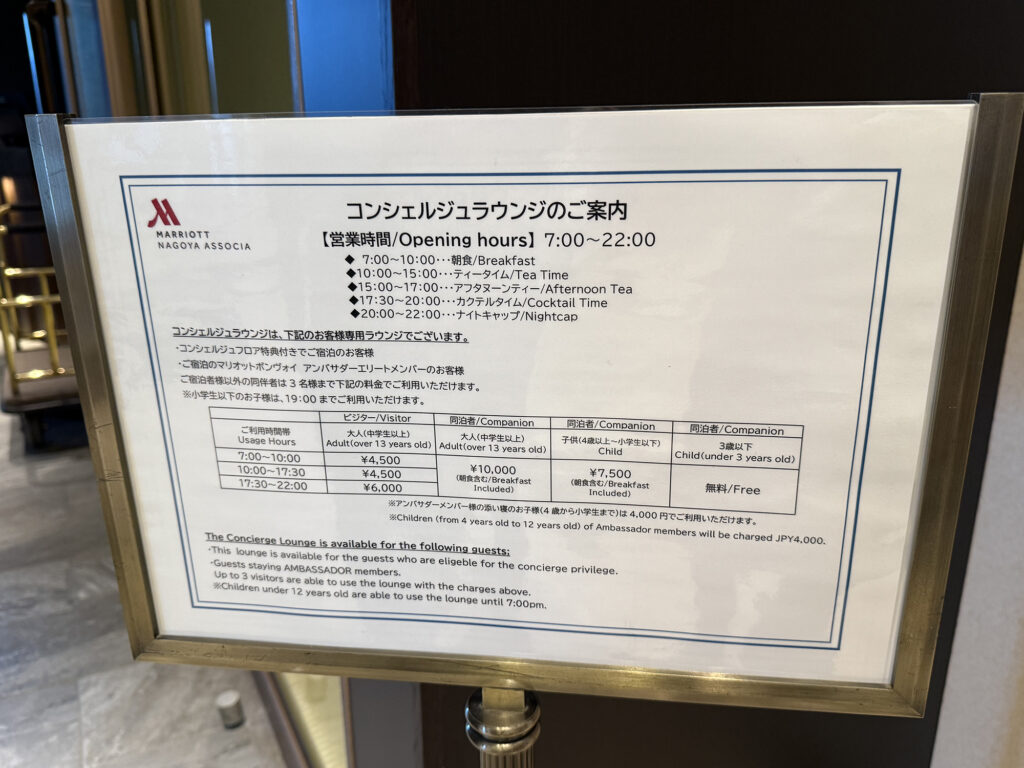 MARRIOTT
NAGOYA ASSOCIA
コンシェルジュラウンジのご案内
【営業時間/Opening hours】 7:00～22:00
◆ 7:00～10:00･･･朝食/Breakfast
◆10:00～15:00･･･ティータイム/Tea Time
◆15:00～17:00･･･アフタヌーンティー/Afternoon Tea
◆17:30～20:00･･･カクテルタイム/Cocktail Time
◆20:00～22:00･･･ナイトキャップ/Nightcap
コンシェルジュラウンジは、下記のお客様専用ラウンジでございます。
･コンシェルジュフロア特典付きでご宿泊のお客様
･ご宿泊のマリオットボンヴォイ アンバサダーエリートメンバーのお客様
ご宿泊者様以外の同伴者は3名様まで下記の料金でご利用いただけます。
※小学生以下のお子様は、19:00までご利用いただけます。
ビジター/Visitor 同泊者/Companion 同泊者/Companion 同泊者/Companion
ご利用時間帯 大人(中学生以上) 大人(中学生以上) 子供(4歳以上～小学生以下) 3歳以下
Usage Hours Adult(over 13 years old) Adult(over 13 years old) Child Child(under 3 years old)
7:00～10:00 ¥4,500 ¥10,000 ¥7,500 無料/Free
10:00～17:30 ¥4,500 (朝食含む/Breakfast (朝食含む/Breakfast
17:30～22:00 ¥6,000 Included) Included)
※アンバサダーメンバー様の添い寝のお子様(4歳から小学生まで)は4,000円でご利用いただけます。
※Children (from 4 years old to 12 years old) of Ambassador members will be charged JPY4,000.
The Concierge Lounge is available for the following guests;
･This lounge is available for the guests who are eligeble for the concierge privilege.
･Guests staying AMBASSADOR members.
Up to 3 visitors are able to use the lounge with the charges above.
※Children under 12 years old are able to use the lounge until 7:00pm.